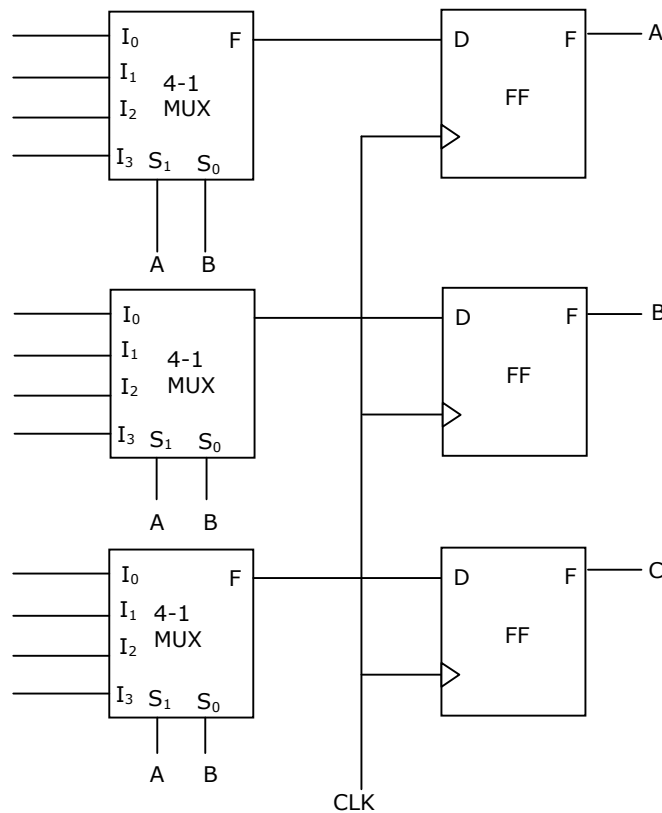 I₀ F D F A
I₁ 4-1
MUX FF
I₂
I₃ S₁ S₀
A B
I₀ D F B
I₁ 4-1
MUX FF
I₂
I₃ S₁ S₀
A B
I₀ F D F C
I₁ 4-1
MUX FF
I₂
I₃ S₁ S₀
A B
CLK